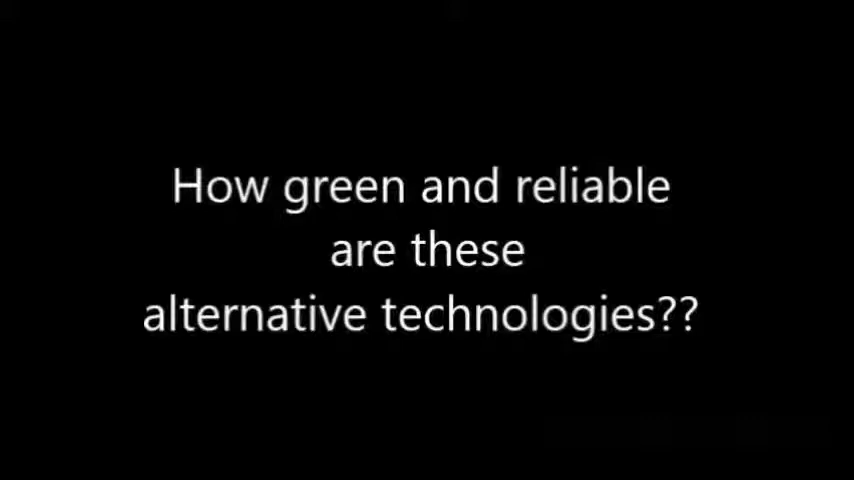 How green and reliable
are these
alternative technologies??